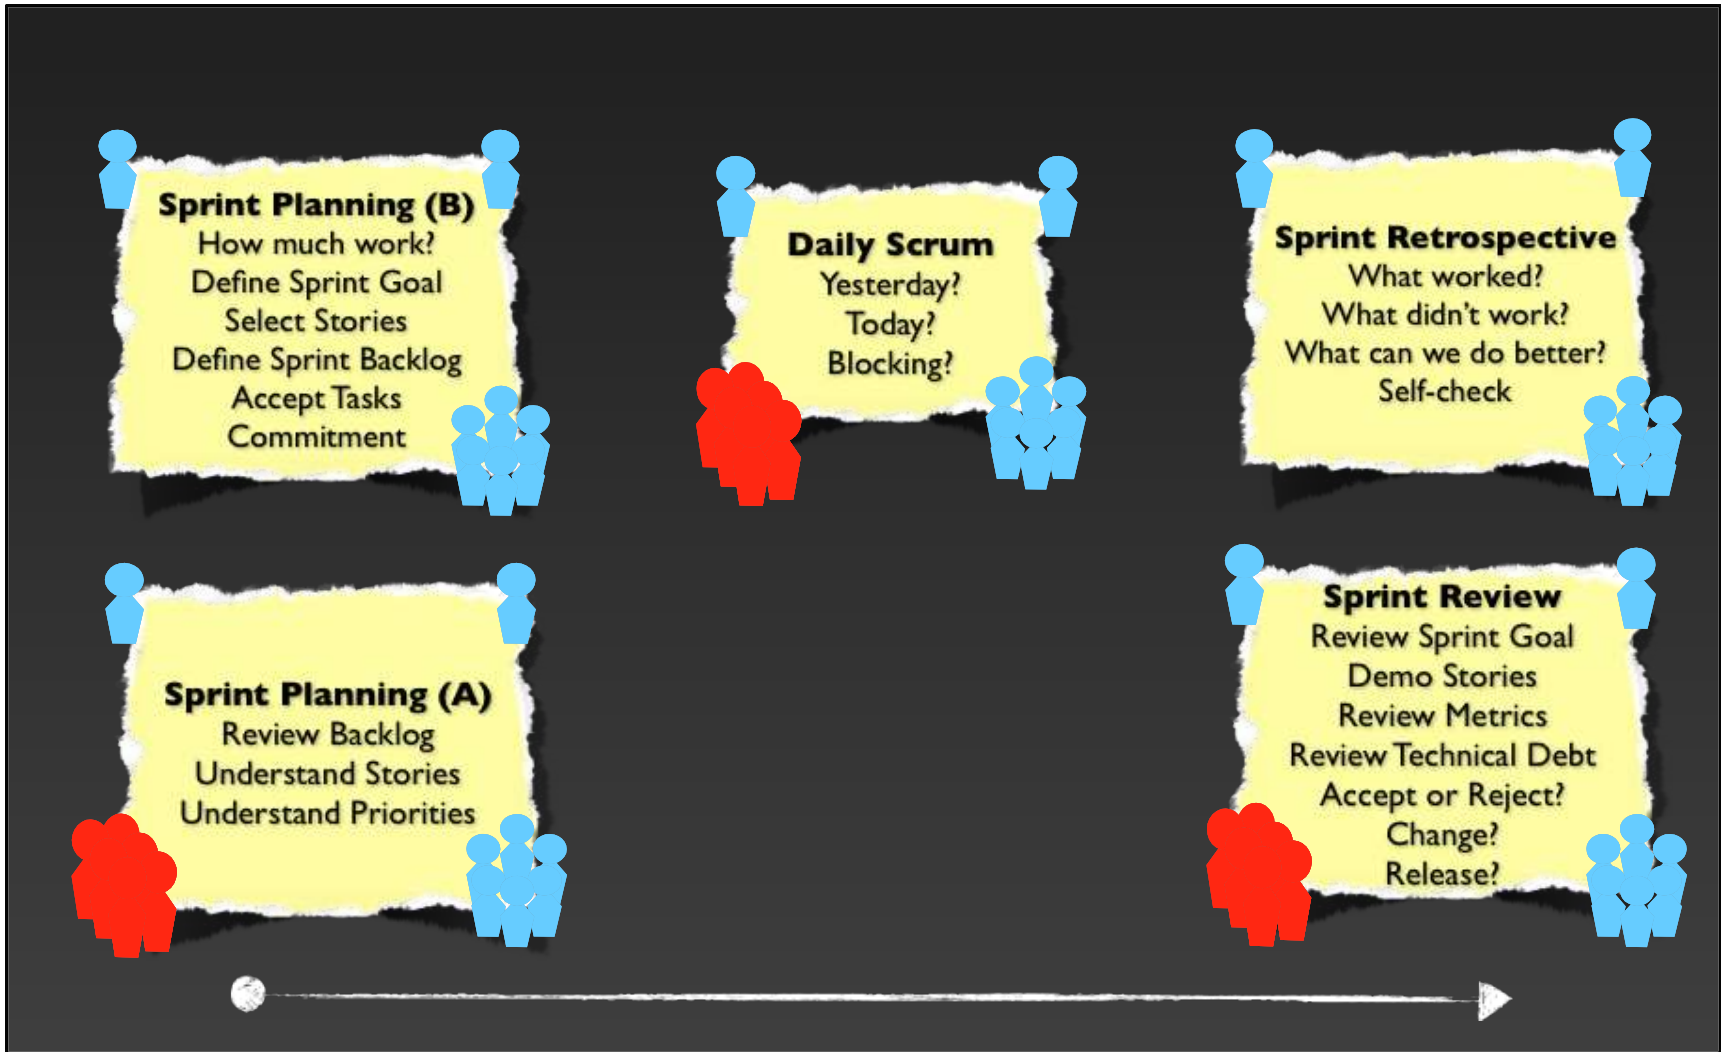 Sprint Planning (B)
How much work?
Define Sprint Goal
Select Stories
Define Sprint Backlog
Accept Tasks
Commitment
Daily Scrum
Yesterday?
Today?
Blocking?
Sprint Retrospective
What worked?
What didn't work?
What can we do better?
Self-check
Sprint Planning (A)
Review Backlog
Understand Stories
Understand Priorities
Sprint Review
Review Sprint Goal
Demo Stories
Review Metrics
Review Technical Debt
Accept or Reject?
Change?
Release?